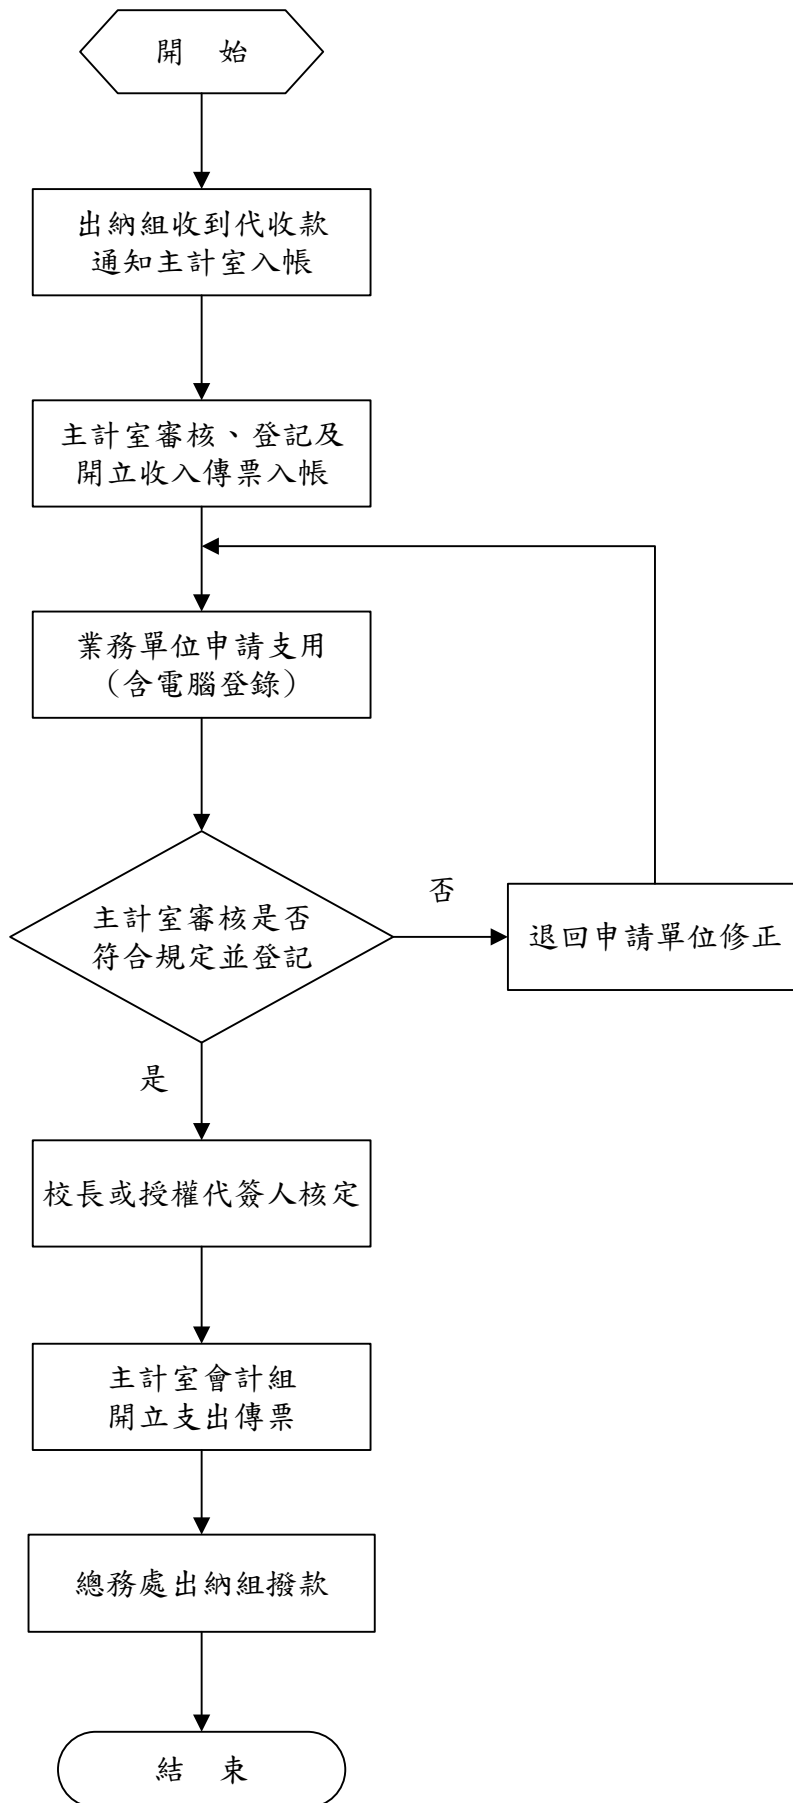 開　始
出納組收到代收款
通知主計室入帳
主計室審核、登記及
開立收入傳票入帳
業務單位申請支用
（含電腦登錄）
主計室審核是否
符合規定並登記
否
退回申請單位修正
是
校長或授權代簽人核定
主計室會計組
開立支出傳票
總務處出納組撥款
結　束